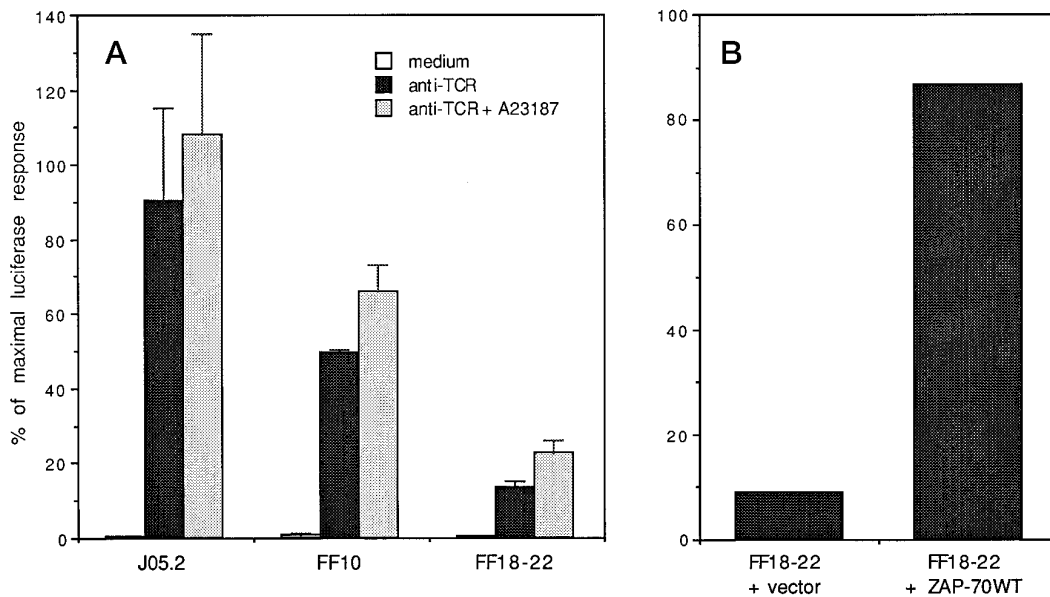 % of maximal luciferase response
140
120
100
80
60
40
20
0
A
medium
anti-TCR
anti-TCR + A23187
J05.2
FF10
FF18-22
100
80
60
40
20
0
B
FF18-22
+ vector
FF18-22
+ ZAP-70WT